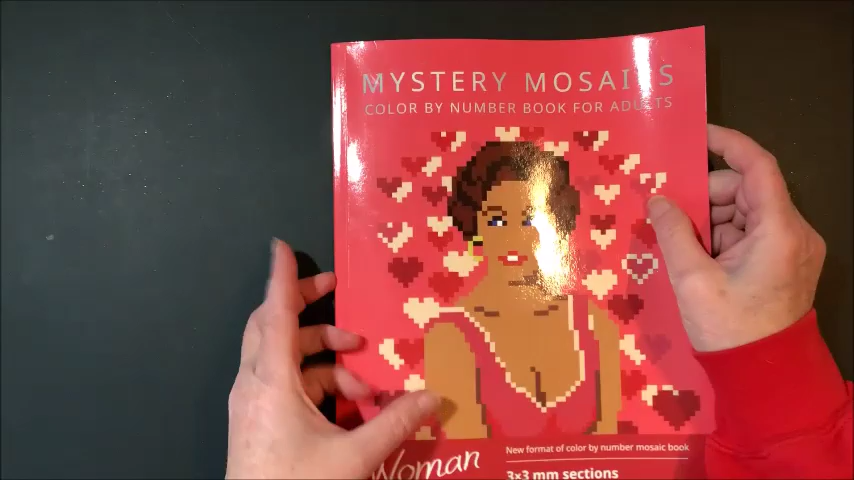 MYSTERY MOSAICS
COLOR BY NUMBER BOOK FOR ADULTS
Woman
New format of color by number mosaic book
3x3 mm sections